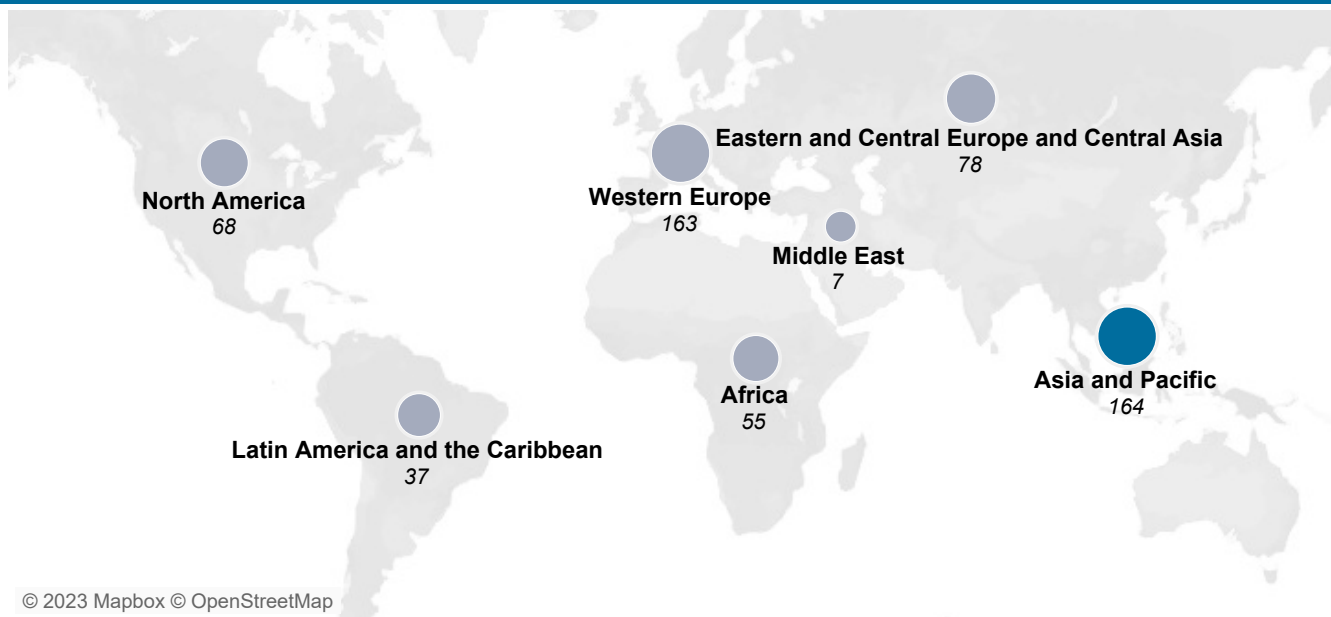 Eastern and Central Europe and Central Asia
78
North America
68
Western Europe
163
Middle East
7
Asia and Pacific
164
Africa
55
Latin America and the Caribbean
37
© 2023 Mapbox © OpenStreetMap